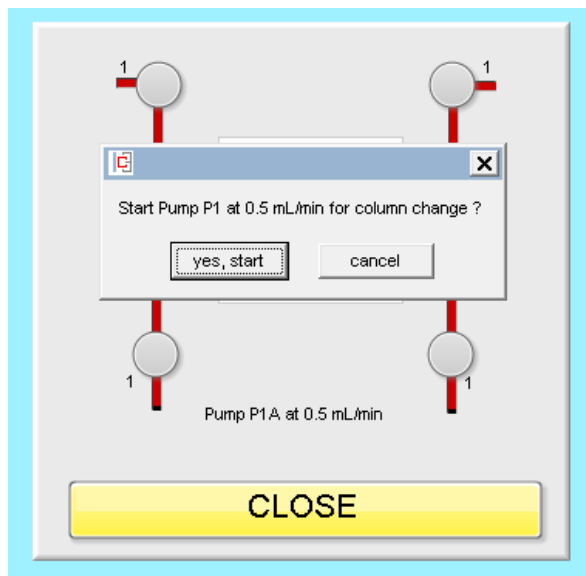 1
1
Start Pump P1 at 0.5 mL/min for column change ?
yes, start
cancel
1
1
Pump P1A at 0.5 mL/min
CLOSE